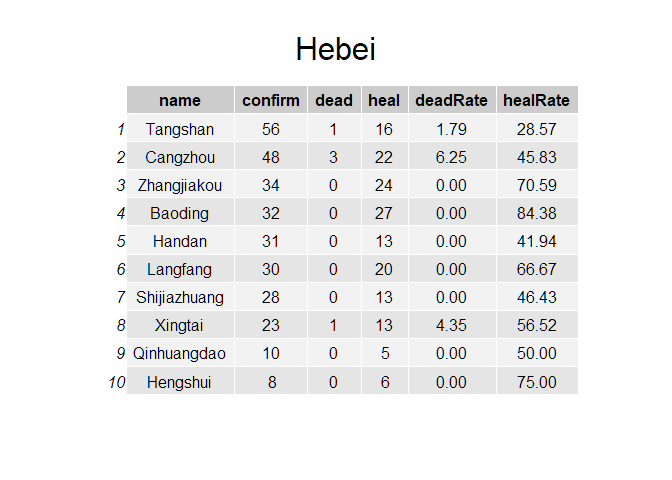 Hebei
name confirm dead heal deadRate healRate
1 Tangshan 56 1 16 1.79 28.57
2 Cangzhou 48 3 22 6.25 45.83
3 Zhangjiakou 34 0 24 0.00 70.59
4 Baoding 32 0 27 0.00 84.38
5 Handan 31 0 13 0.00 41.94
6 Langfang 30 0 20 0.00 66.67
7 Shijiazhuang 28 0 13 0.00 46.43
8 Xingtai 23 1 13 4.35 56.52
9 Qinhuangdao 10 0 5 0.00 50.00
10 Hengshui 8 0 6 0.00 75.00